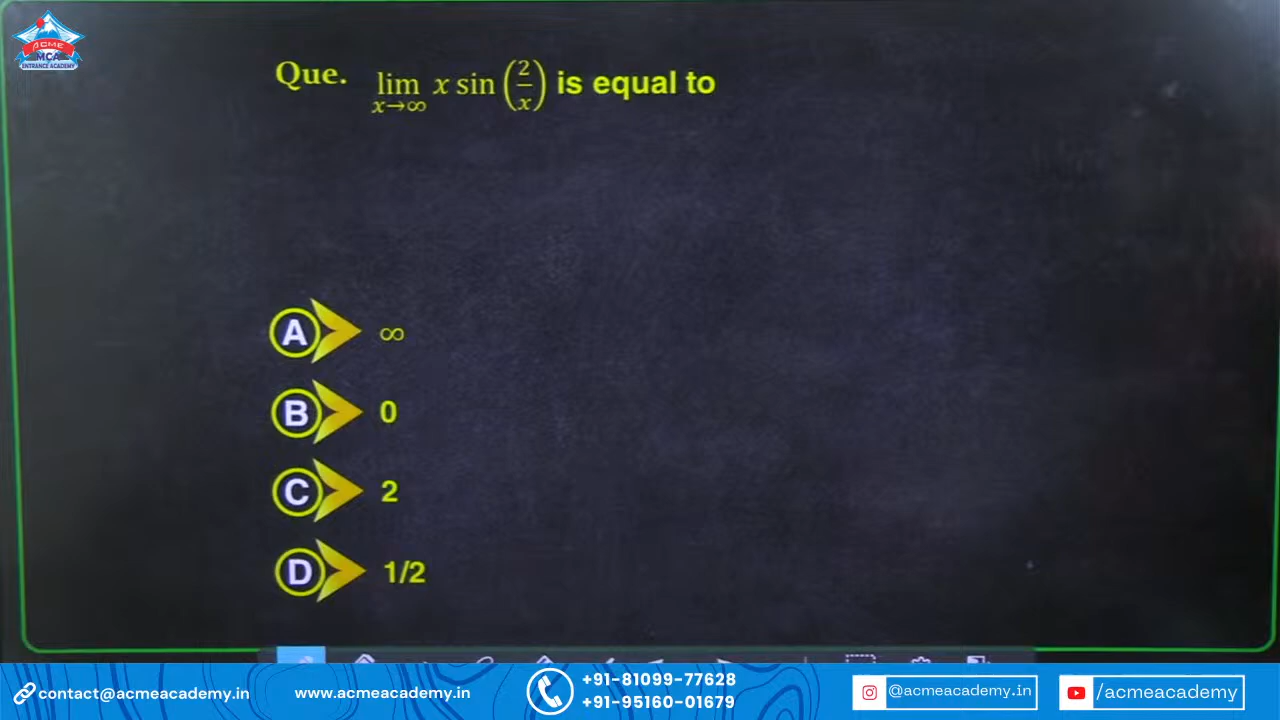 ACME
MCA
ENTRANCE ACADEMY
Que. lim x→∞ x sin (2/x) is equal to
A ∞
B 0
C 2
D 1/2
contact@acmeacademy.in
www.acmeacademy.in
+91-81099-77628
+91-95160-01679
@acmeacademy.in
/acmeacademy